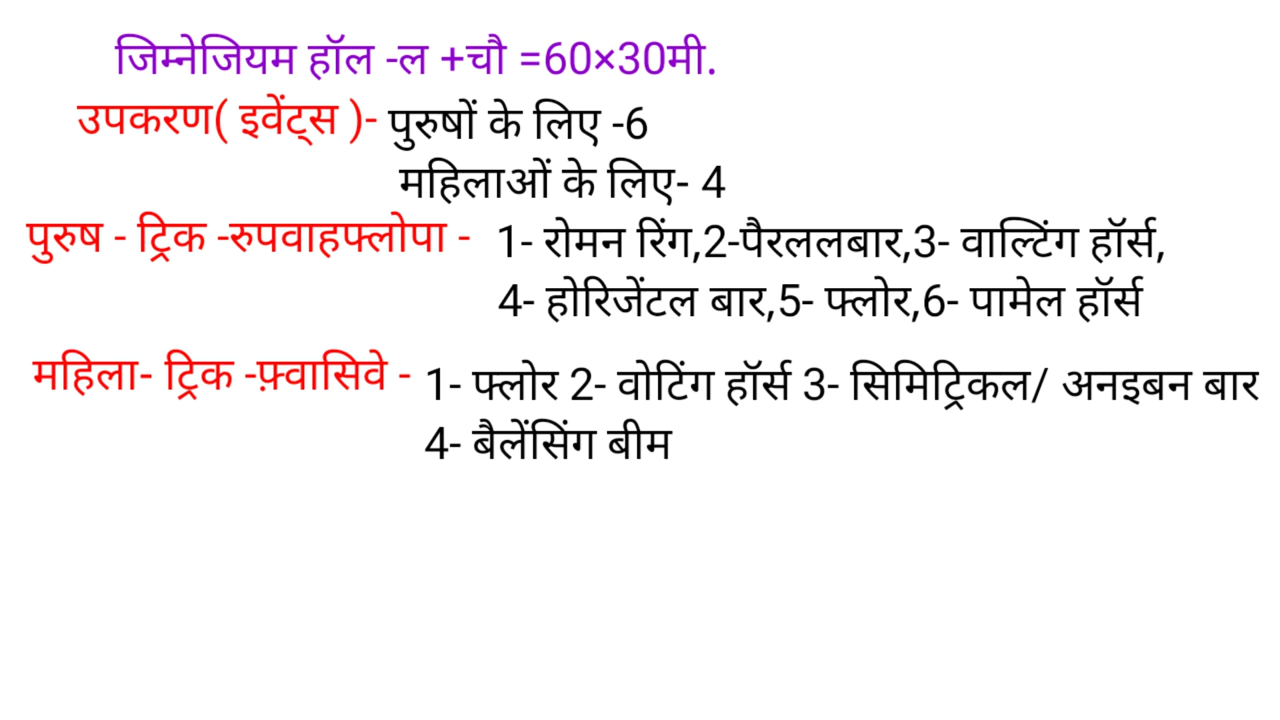 जिम्नेजियम हॉल -ल +चौ =60×30मी.
उपकरण( इवेंट्स )- पुरुषों के लिए -6
महिलाओं के लिए- 4
पुरुष - ट्रिक -रुपवाहफ्लोपा - 1- रोमन रिंग,2-पैरललबार,3- वाल्टिंग हॉर्स,
4- होरिजेंटल बार,5- फ्लोर,6- पामेल हॉर्स
महिला- ट्रिक -फ़्वासिवे - 1- फ्लोर 2- वोटिंग हॉर्स 3- सिमिट्रिकल/ अनइबन बार
4- बैलेंसिंग बीम